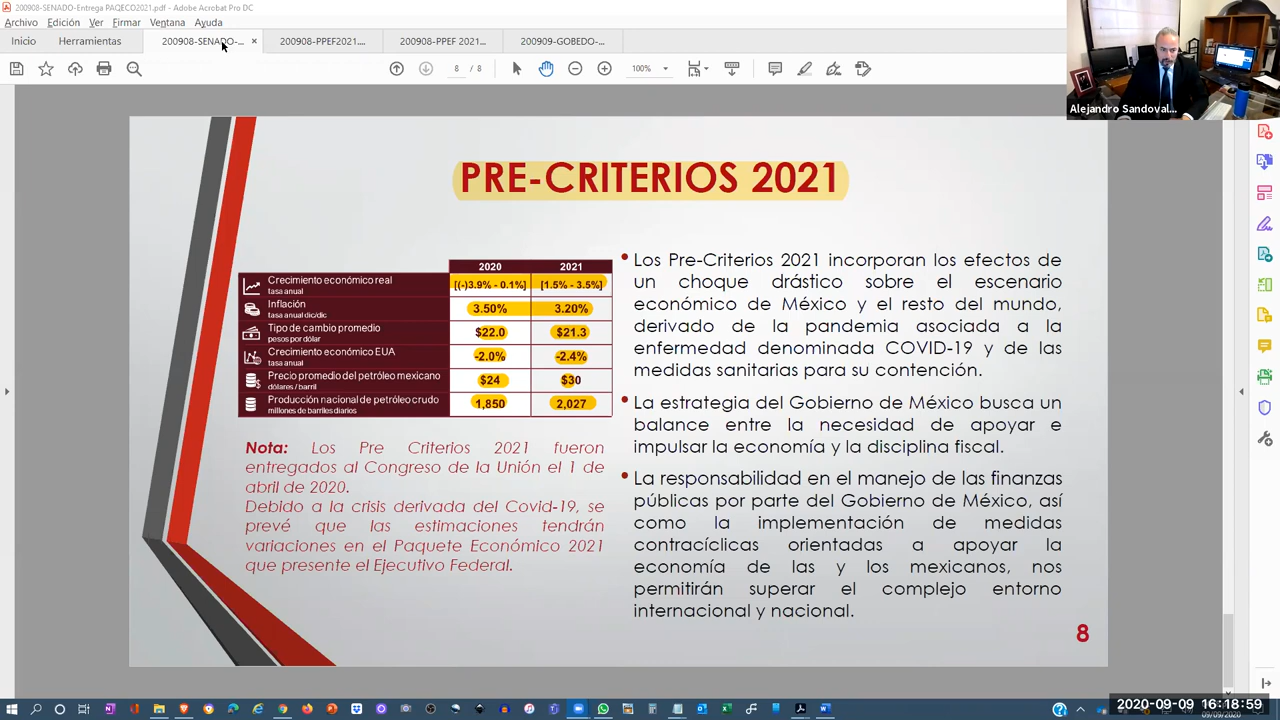 200908-SENADO-Entrega PAQECO2021.pdf - Adobe Acrobat Pro DC
Archivo Edición Ver Firmar Ventana Ayuda
Inicio Herramientas 200908-SENADO-... × 200908-PPEF2021.... 200908-PPEF 2021... 200909-GOBEDO-...
8 / 8 100%
Alejandro Sandoval...
PRE-CRITERIOS 2021
2020 2021
Crecimiento económico real
tasa anual
[(-)3.9% - 0.1%] [1.5% - 3.5%]
Inflación
tasa anual dic/dic
3.50% 3.20%
Tipo de cambio promedio
pesos por dólar
$22.0 $21.3
Crecimiento económico EUA
tasa anual
-2.0% -2.4%
Precio promedio del petróleo mexicano
dólares / barril
$24 $30
Producción nacional de petróleo crudo
millones de barriles diarios
1,850 2,027
Nota: Los Pre Criterios 2021 fueron
entregados al Congreso de la Unión el 1 de
abril de 2020.
Debido a la crisis derivada del Covid-19, se
prevé que las estimaciones tendrán
variaciones en el Paquete Económico 2021
que presente el Ejecutivo Federal.
• Los Pre-Criterios 2021 incorporan los efectos de
un choque drástico sobre el escenario
económico de México y el resto del mundo,
derivado de la pandemia asociada a la
enfermedad denominada COVID-19 y de las
medidas sanitarias para su contención.
• La estrategia del Gobierno de México busca un
balance entre la necesidad de apoyar e
impulsar la economía y la disciplina fiscal.
• La responsabilidad en el manejo de las finanzas
públicas por parte del Gobierno de México, así
como la implementación de medidas
contracíclicas orientadas a apoyar la
economía de las y los mexicanos, nos
permitirán superar el complejo entorno
internacional y nacional.
8
2020-09-09 16:18:59
09/09/2020